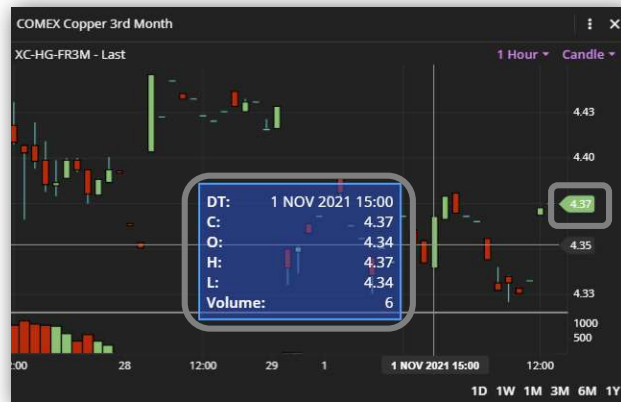 COMEX Copper 3rd Month
XC-HG-FR3M - Last
1 Hour
Candle
4.43
4.40
4.37
4.35
4.33
1000
500
DT: 1 NOV 2021 15:00
C: 4.37
O: 4.34
H: 4.37
L: 4.34
Volume: 6
:00
28
12:00
29
1
1 NOV 2021 15:00
12:00
1D 1W 1M 3M 6M 1Y